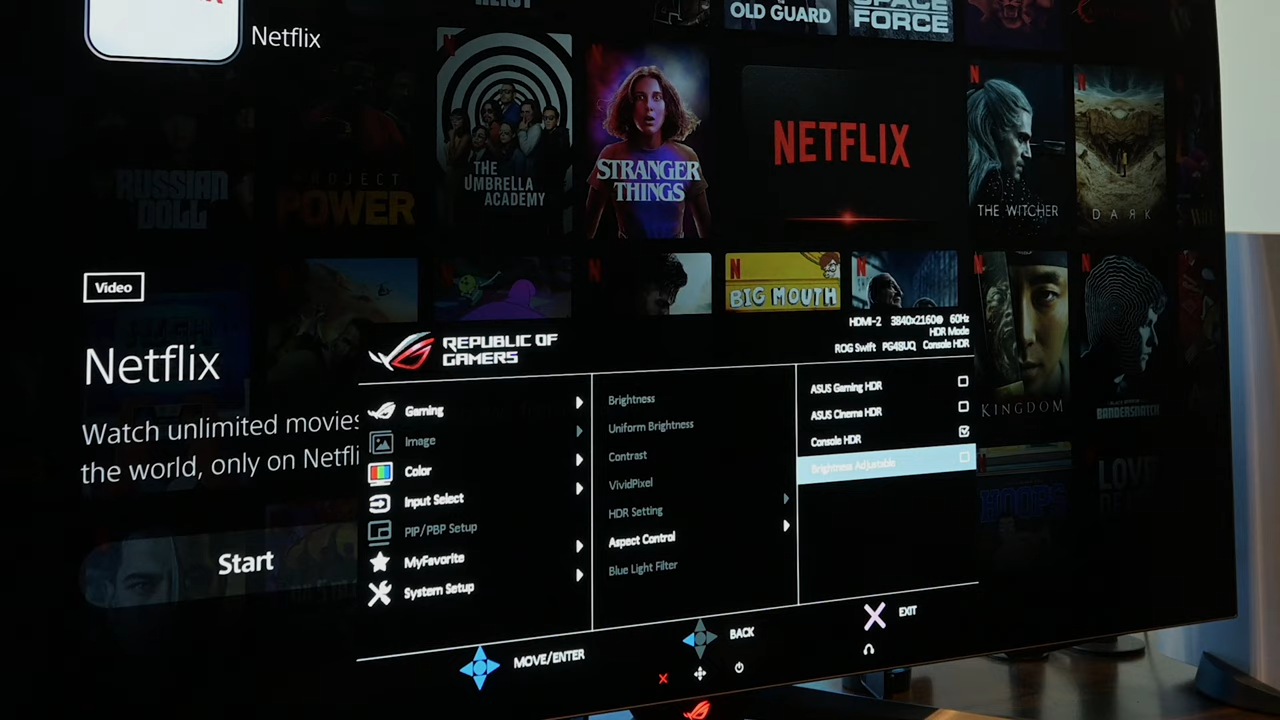 OLD GUARD
SPACE
FORCE
Netflix
THE
UMBRELLA
ACADEMY
STRANGER
THINGS
NETFLIX
THE WITCHER
DARK
RUSSIAN
DOLL
PROJECT
POWER
BIG MOUTH
KINGDOM
BANDERSNATCH
Video
Netflix
Watch unlimited movies
the world, only on Netfli
Start
REPUBLIC OF
GAMERS
HDMI-2 3840x2160@ 60Hz
HDR Mode
ROG Swift PG48UQ Console HDR
Gaming
Image
Color
Input Select
PIP/PBP Setup
MyFavorite
System Setup
Brightness
Uniform Brightness
Contrast
VividPixel
HDR Setting
Aspect Control
Blue Light Filter
ASUS Gaming HDR
ASUS Cinema HDR
Console HDR
Brightness Adjustable
MOVE/ENTER
BACK
EXIT